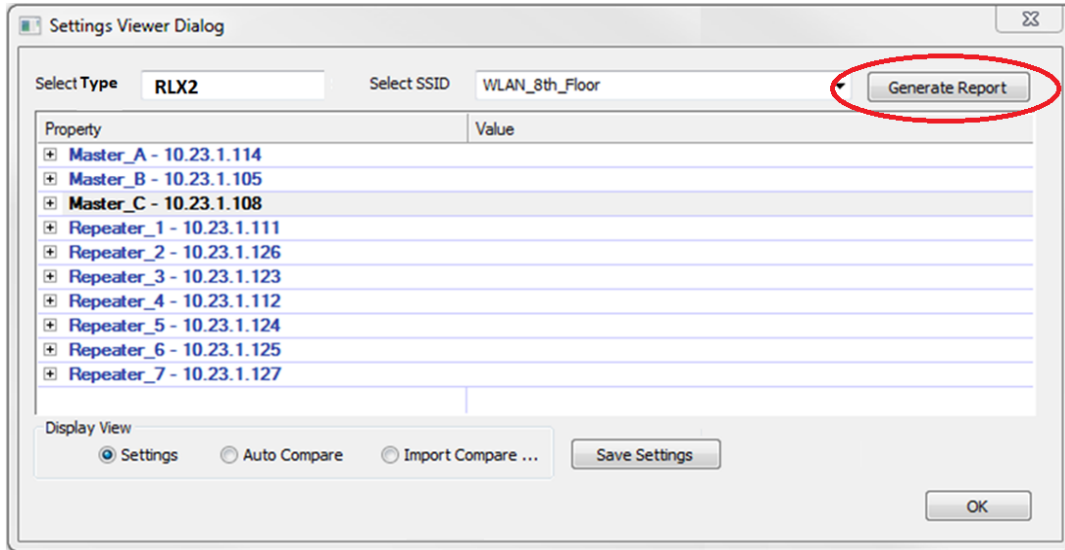 Settings Viewer Dialog
Select Type RLX2 Select SSID WLAN_8th_Floor Generate Report
Property Value
Master_A - 10.23.1.114
Master_B - 10.23.1.105
Master_C - 10.23.1.108
Repeater_1 - 10.23.1.111
Repeater_2 - 10.23.1.126
Repeater_3 - 10.23.1.123
Repeater_4 - 10.23.1.112
Repeater_5 - 10.23.1.124
Repeater_6 - 10.23.1.125
Repeater_7 - 10.23.1.127
Display View
Settings Auto Compare Import Compare ... Save Settings
OK